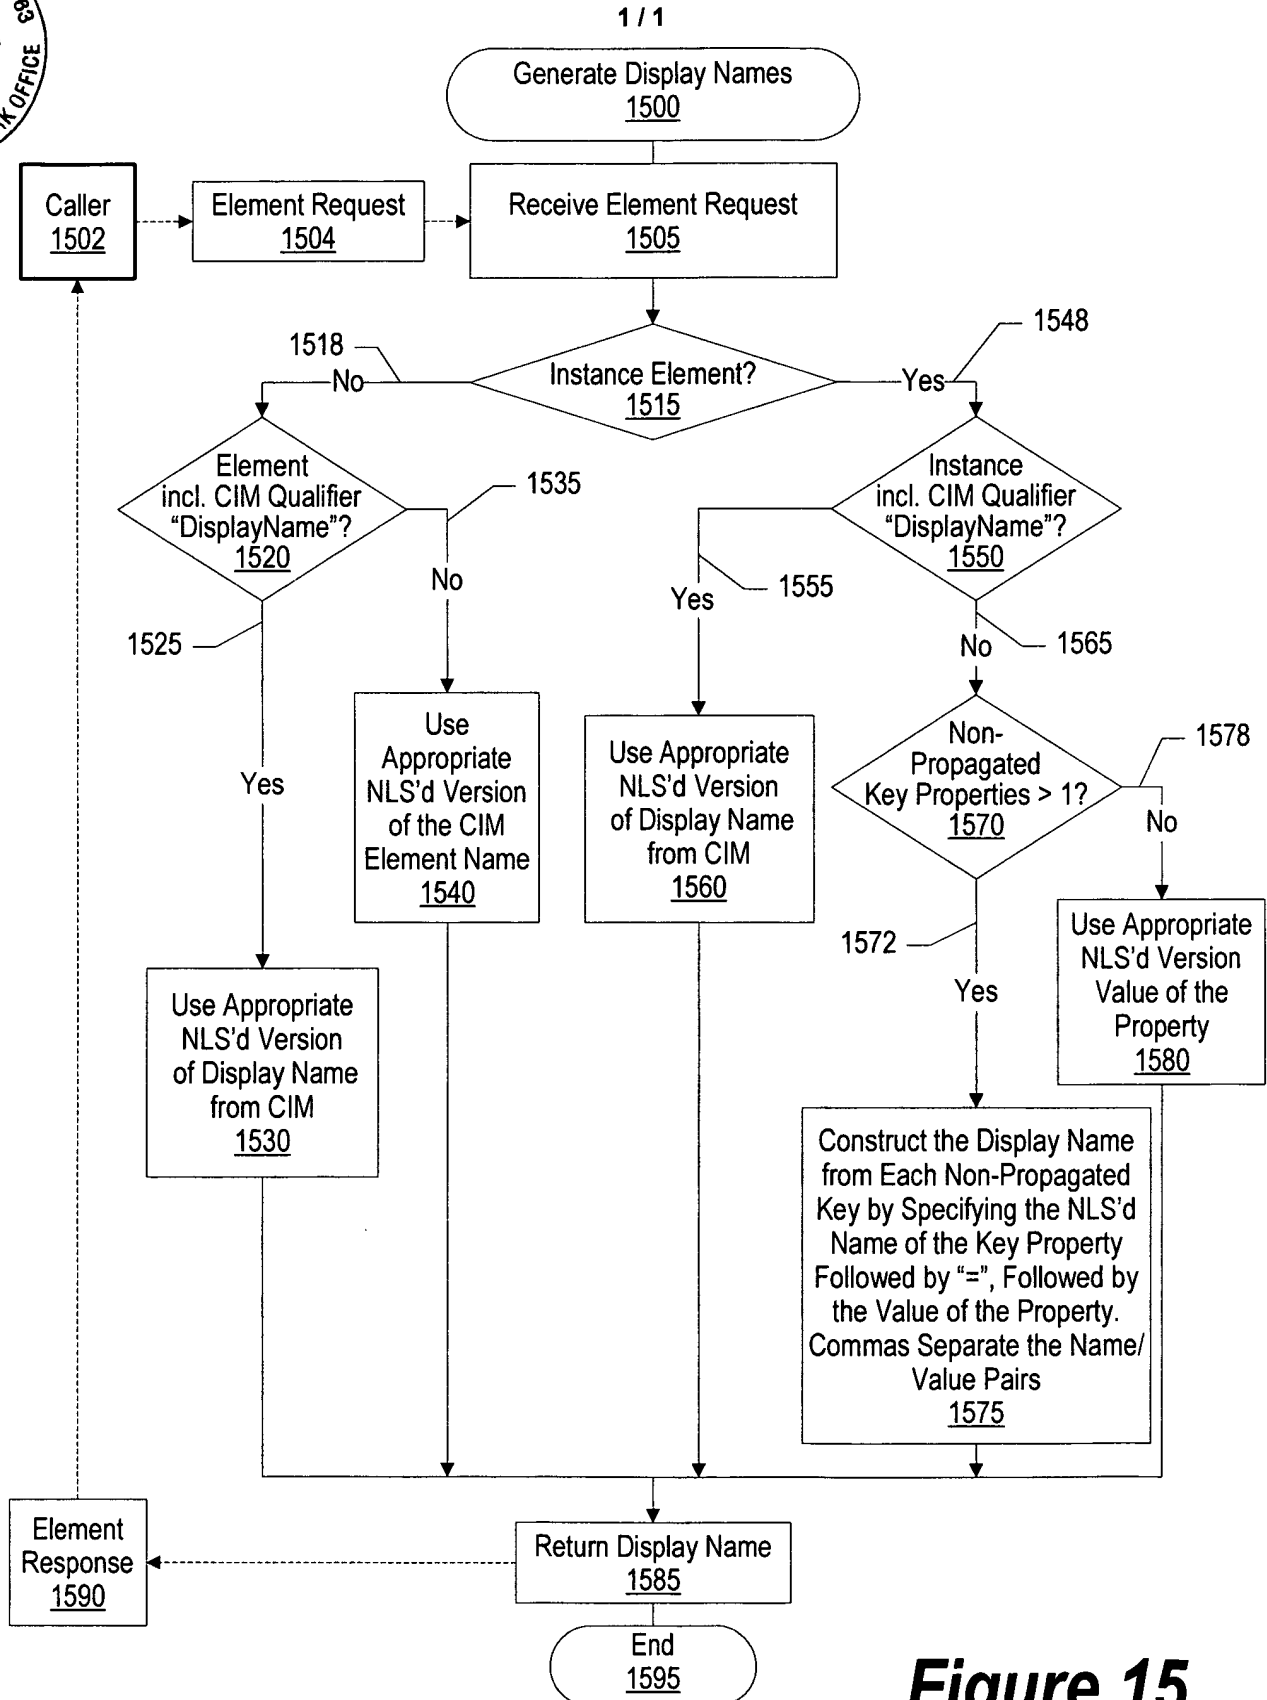 1 / 1
OFFICE
Generate Display Names
1500
Caller
1502
Element Request
1504
Receive Element Request
1505
1518
No
Instance Element?
1515
Yes
1548
Element
incl. CIM Qualifier
“DisplayName”?
1520
1535
No
1525
Yes
Instance
incl. CIM Qualifier
“DisplayName”?
1550
1555
Yes
No
1565
Use
Appropriate
NLS’d Version
of the CIM
Element Name
1540
Use Appropriate
NLS’d Version
of Display Name
from CIM
1560
Non-
Propagated
Key Properties > 1?
1570
1578
No
1572
Yes
Use Appropriate
NLS’d Version
Value of the
Property
1580
Use Appropriate
NLS’d Version
of Display Name
from CIM
1530
Construct the Display Name
from Each Non-Propagated
Key by Specifying the NLS’d
Name of the Key Property
Followed by “=”, Followed by
the Value of the Property.
Commas Separate the Name/
Value Pairs
1575
Element
Response
1590
Return Display Name
1585
End
1595
Figure 15